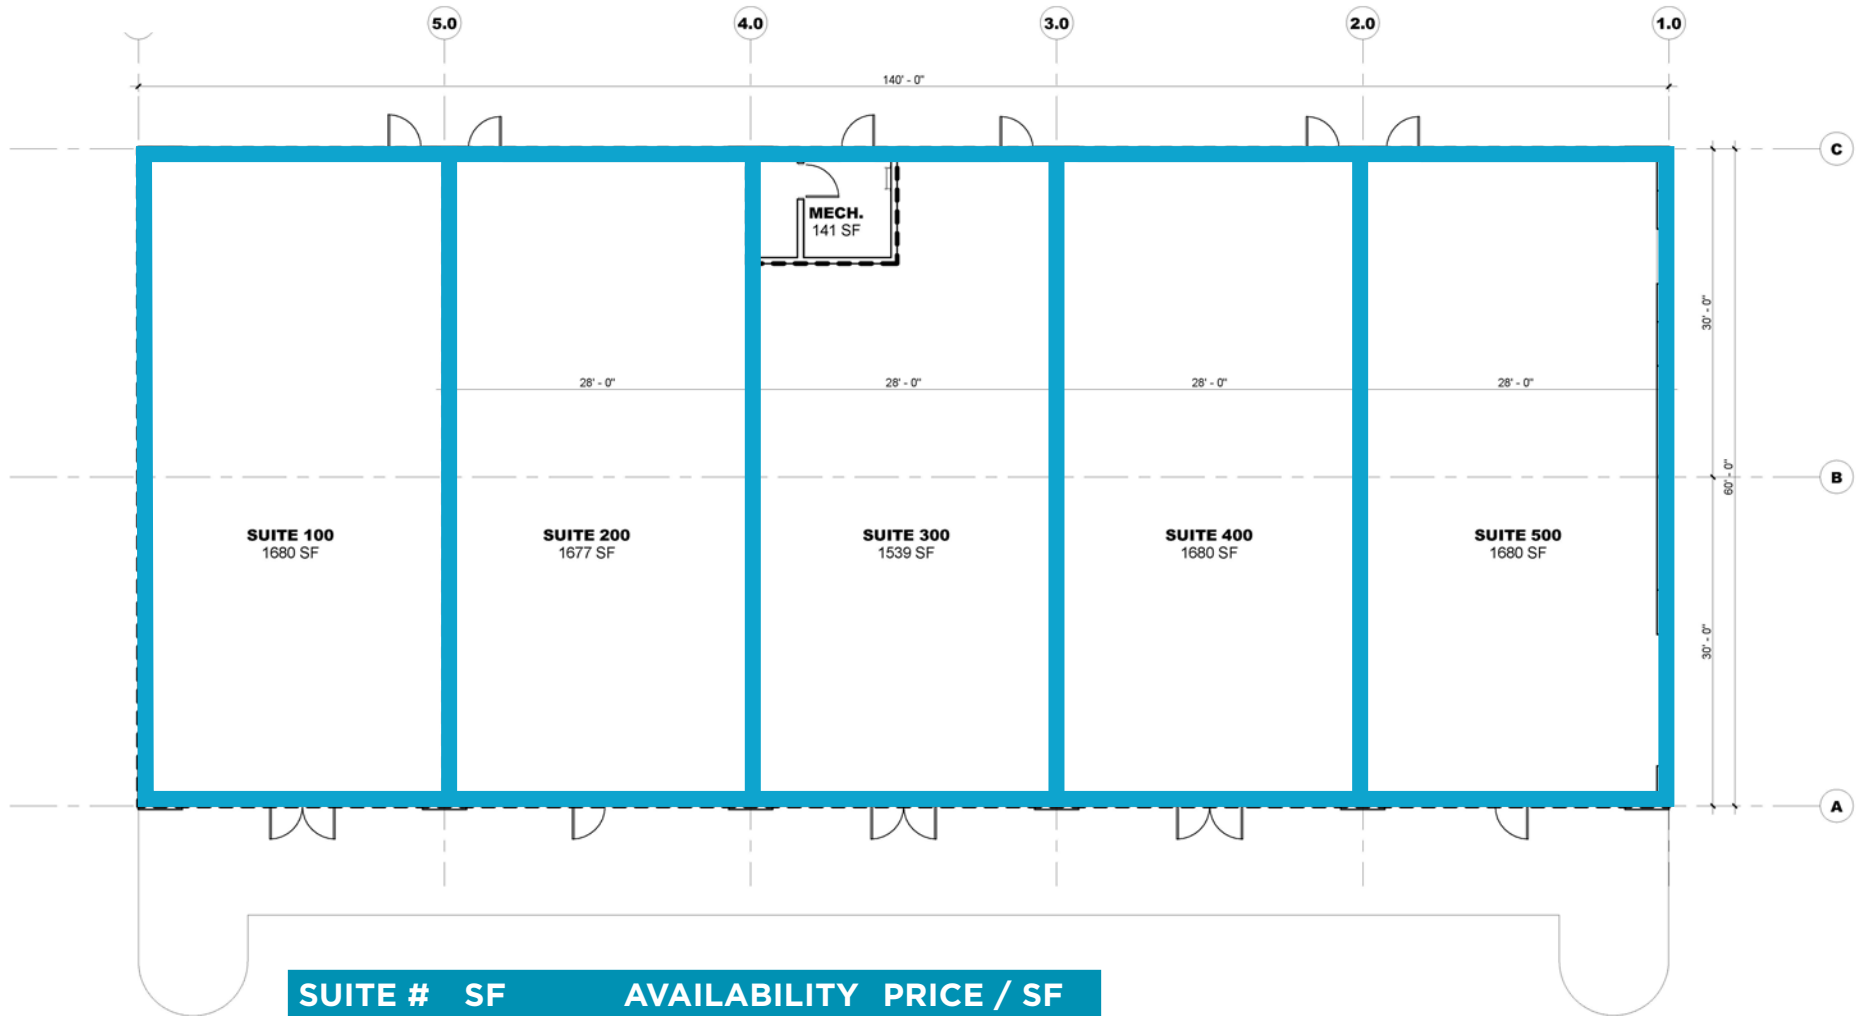 5.0 4.0 3.0 2.0 1.0
140' - 0"
C
MECH.
141 SF
30' - 0"
28' - 0" 28' - 0" 28' - 0" 28' - 0"
B
60' - 0"
SUITE 100 SUITE 200 SUITE 300 SUITE 400 SUITE 500
1680 SF 1677 SF 1539 SF 1680 SF 1680 SF
30' - 0"
A
SUITE # SF AVAILABILITY PRICE / SF